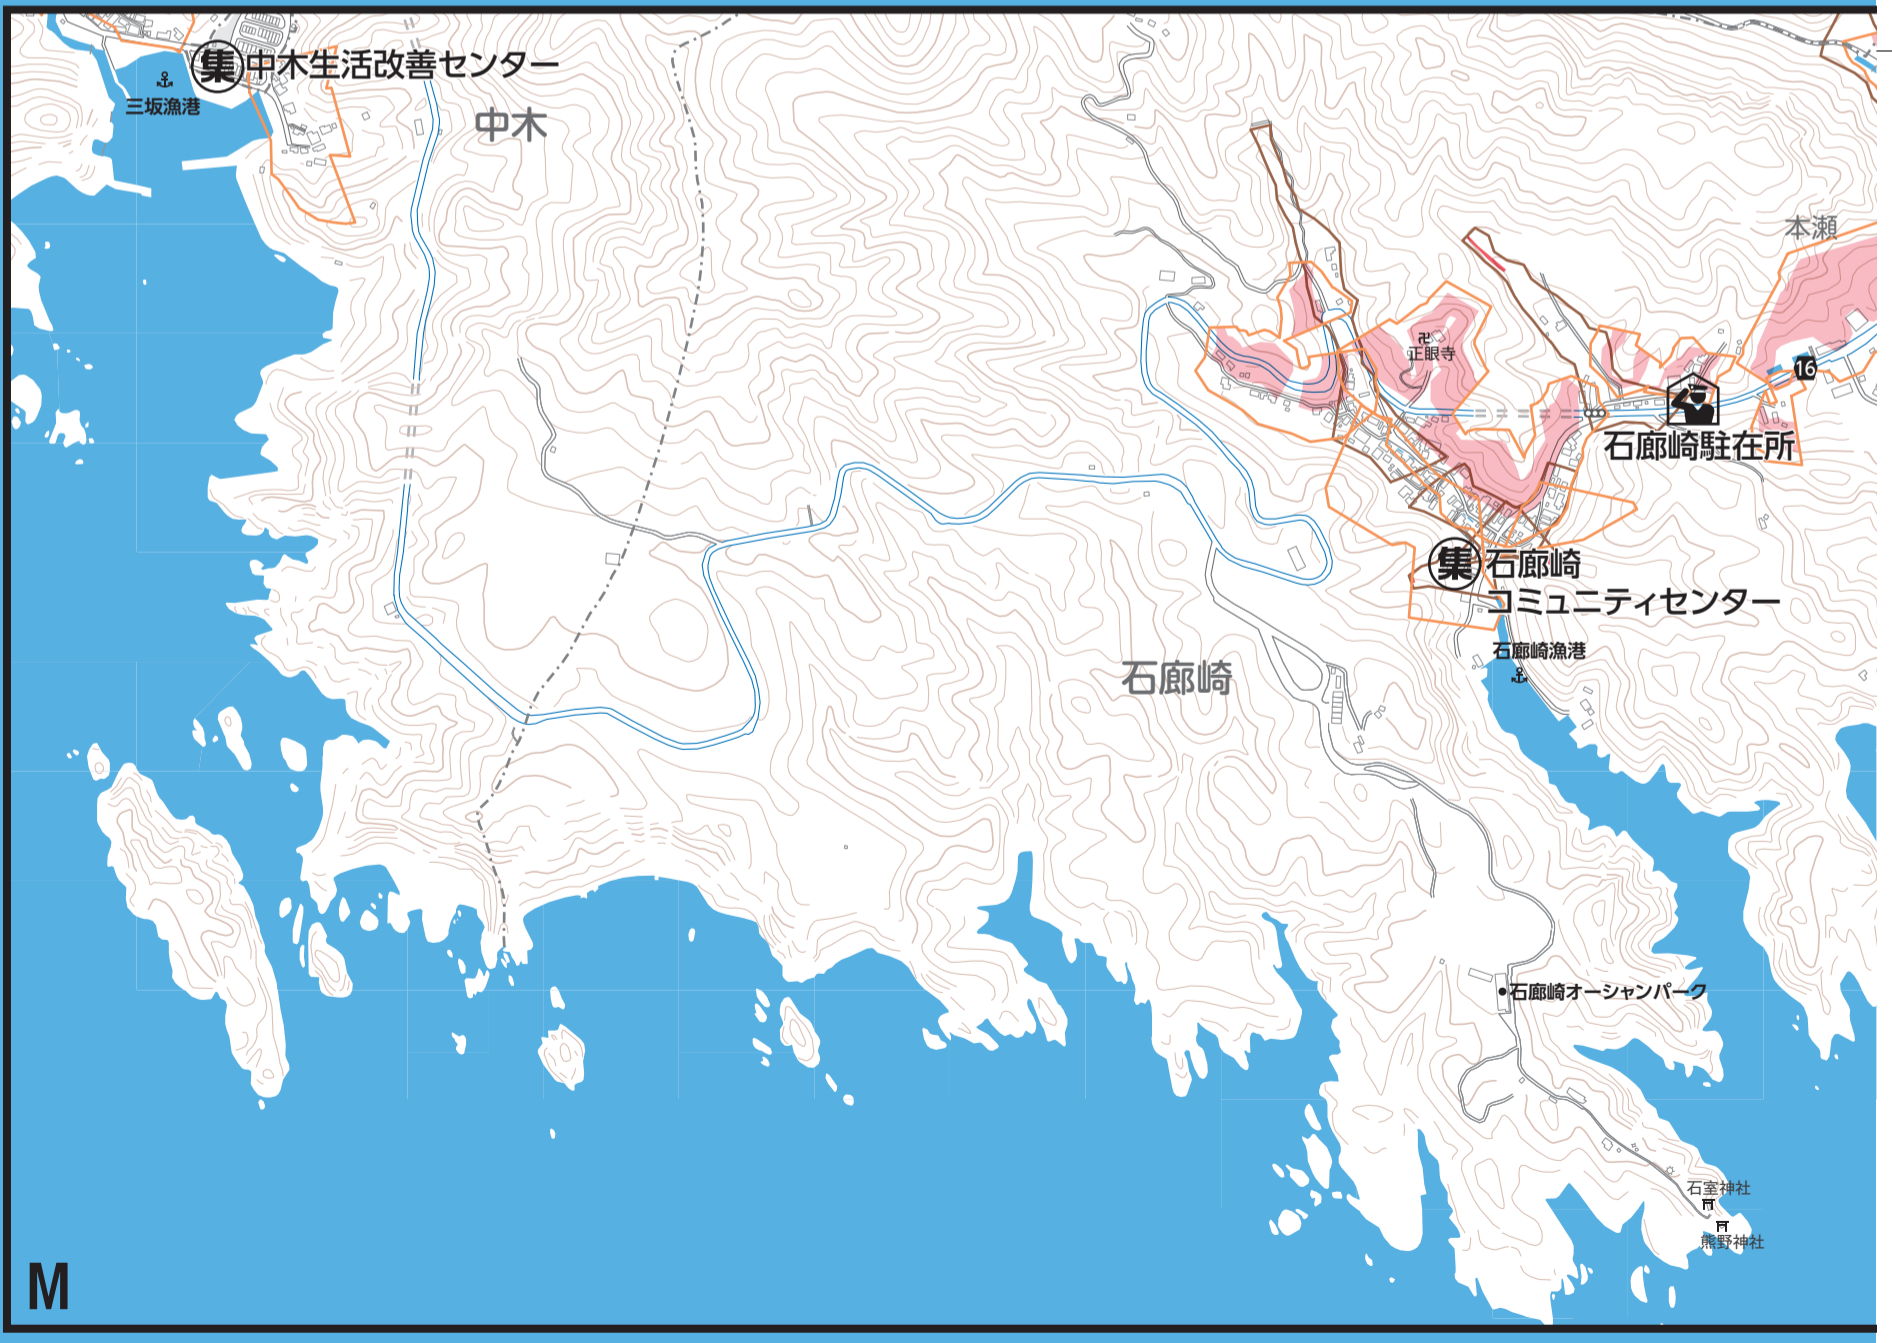 集 中木生活改善センター
三坂漁港
中木
本瀬
正眼寺
16
石廊崎駐在所
集 石廊崎
コミュニティセンター
石廊崎漁港
石廊崎
石廊崎オーシャンパーク
石室神社
熊野神社
M